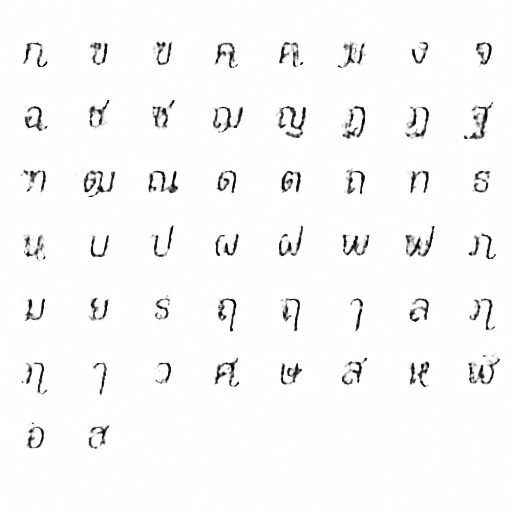 ก ข ฃ ค ฅ ฆ ง จ
ฉ ช ซ ฌ ญ ฎ ฏ ฐ
ฑ ฒ ณ ด ต ถ ท ธ
น บ ป ผ ฝ พ ฟ ภ
ม ย ร ฤ ฤ ๅ ล ฦ
ฦ ๅ ว ศ ษ ส ห ฬ
อ ฮ